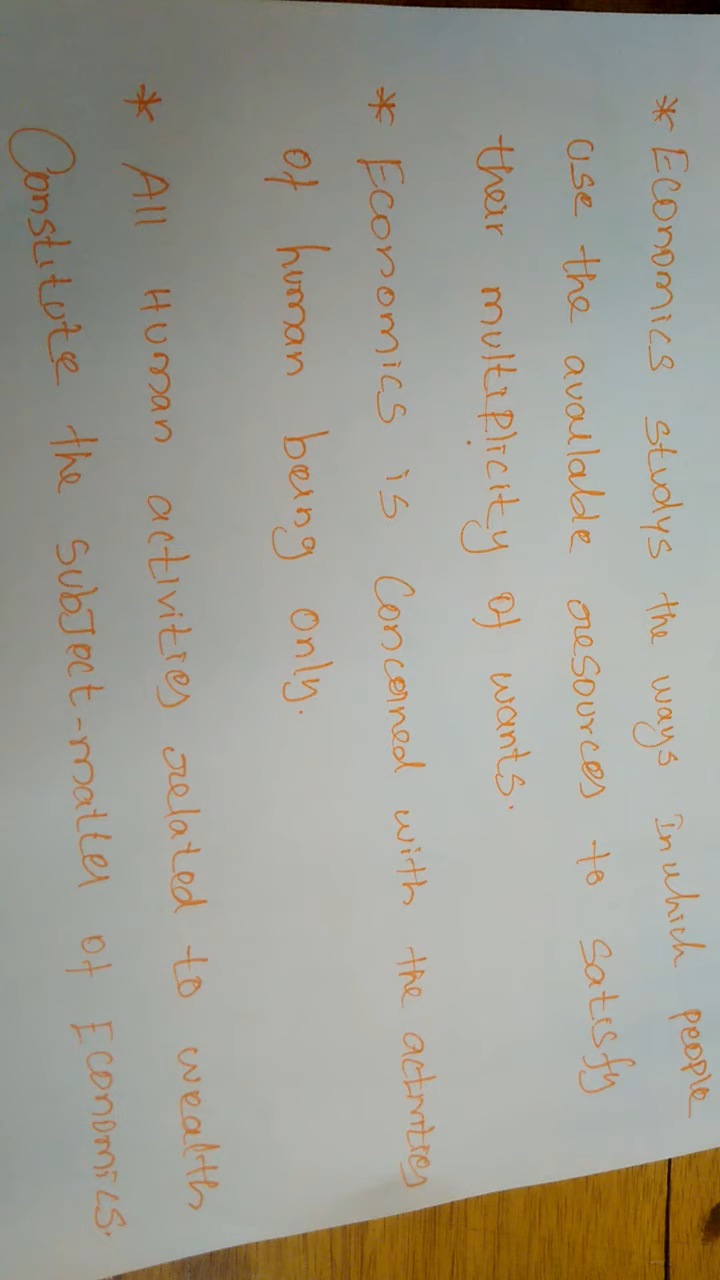 * Economics studys the ways In which people
use the available resources to satisfy
their multiplicity of wants.
* Economics is Concerned with the activities
of human being only.
* All Human activities related to wealth
Constitute the subject-matter of Economics.